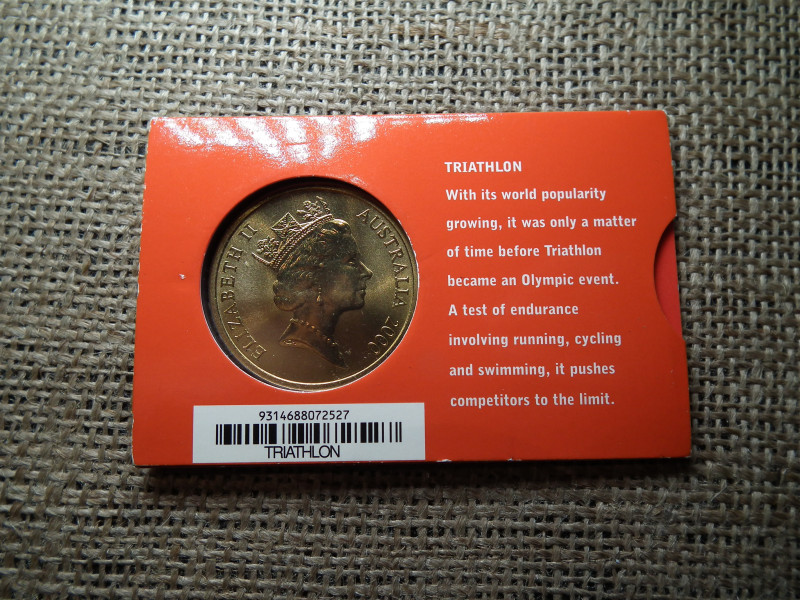 ELIZABETH II AUSTRALIA 2000
TRIATHLON
With its world popularity
growing, it was only a matter
of time before Triathlon
became an Olympic event.
A test of endurance
involving running, cycling
and swimming, it pushes
competitors to the limit.
9314688072527
TRIATHLON